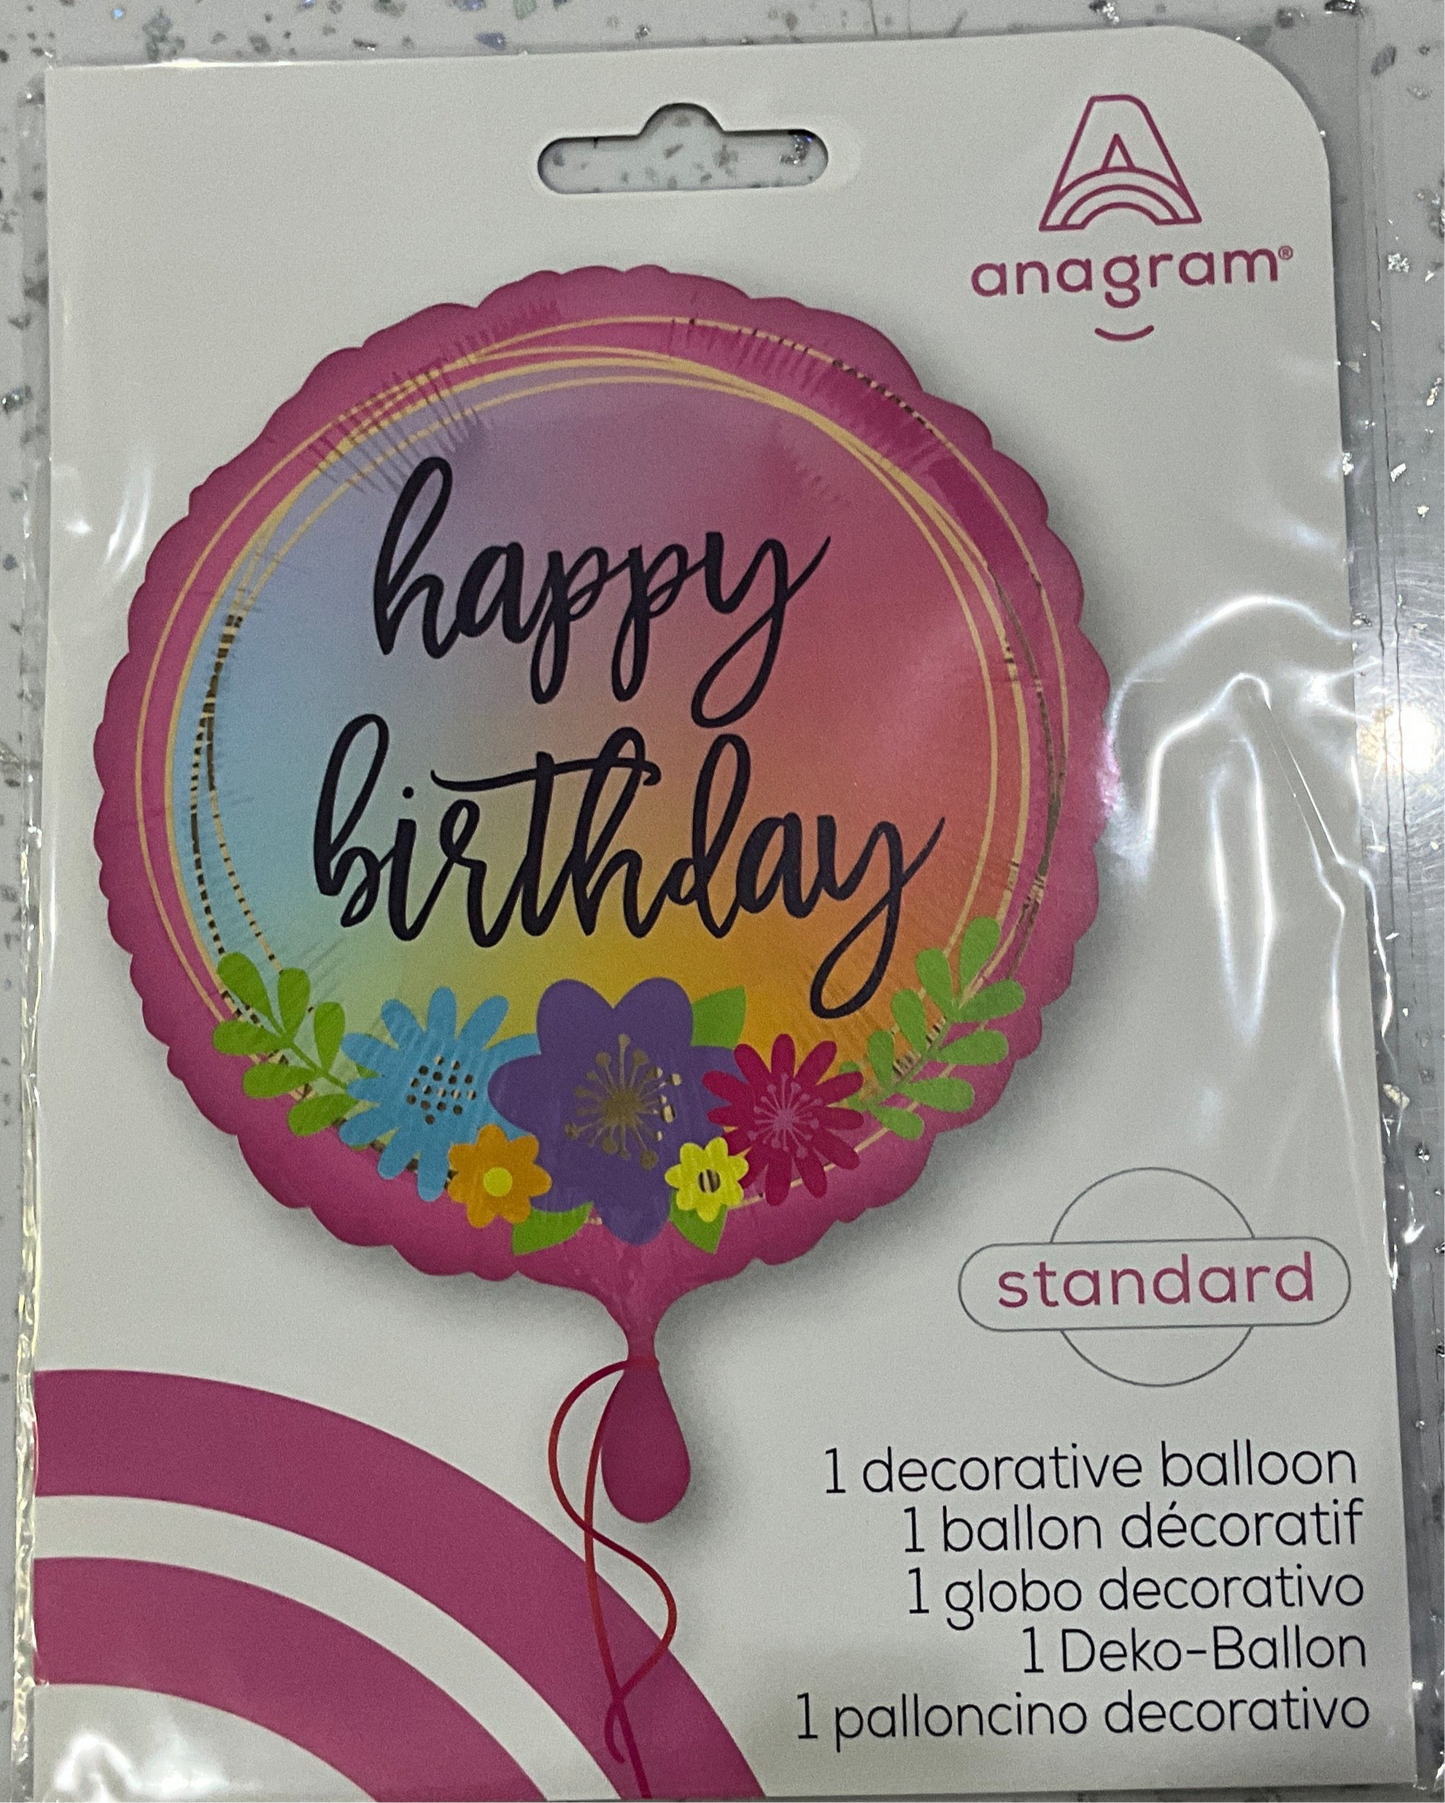 anagram®
happy
birthday
standard
1 decorative balloon
1 ballon décoratif
1 globo decorativo
1 Deko-Ballon
1 palloncino decorativo